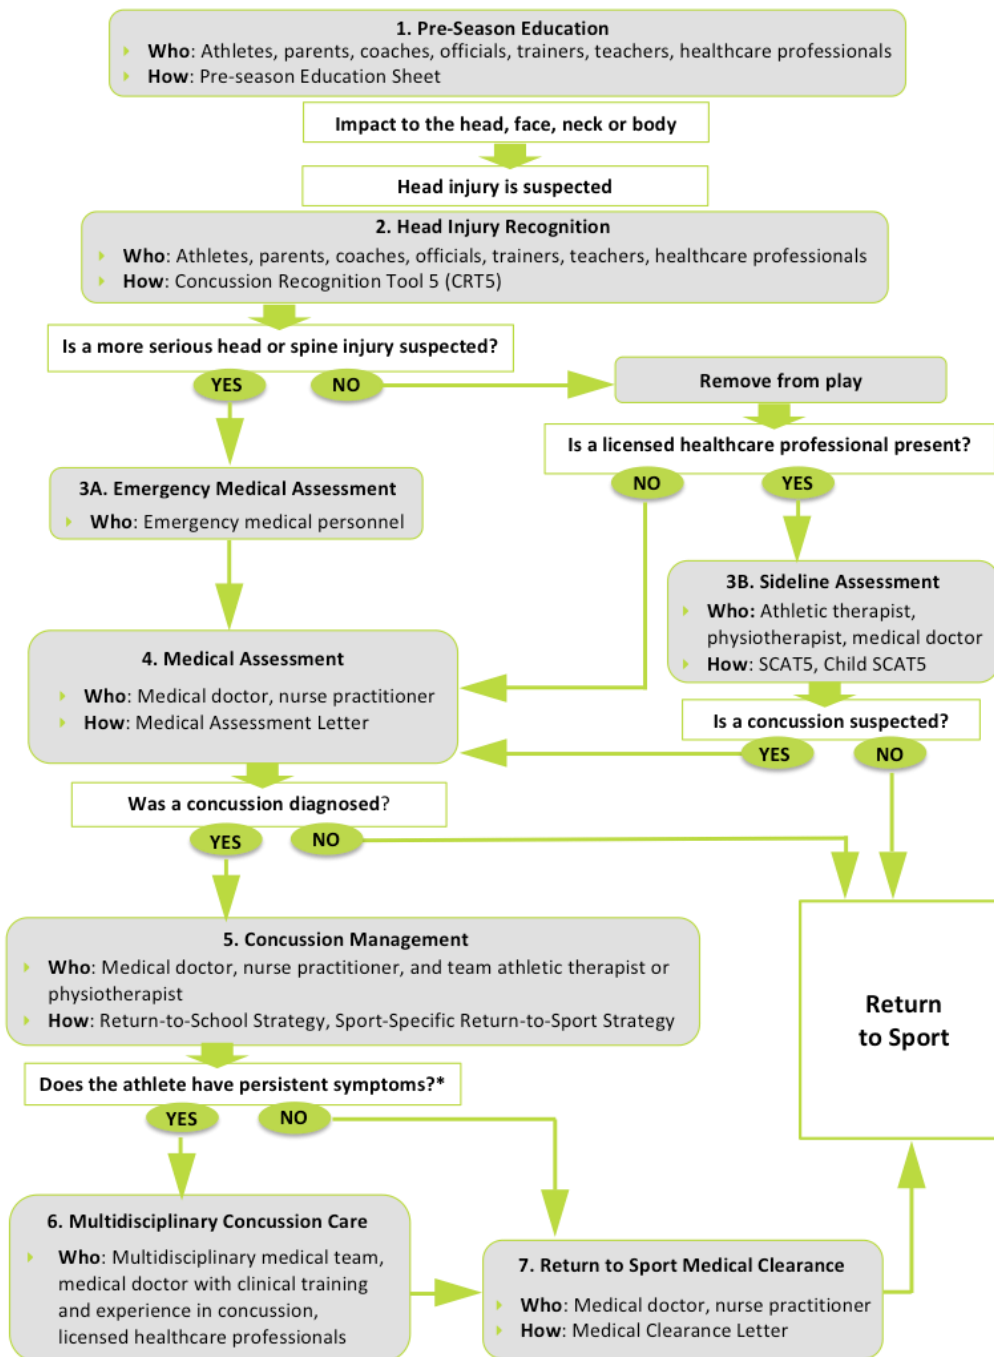 1. Pre-Season Education
Who: Athletes, parents, coaches, officials, trainers, teachers, healthcare professionals
How: Pre-season Education Sheet
Impact to the head, face, neck or body
Head injury is suspected
2. Head Injury Recognition
Who: Athletes, parents, coaches, officials, trainers, teachers, healthcare professionals
How: Concussion Recognition Tool 5 (CRT5)
Is a more serious head or spine injury suspected?
YES
NO
Remove from play
Is a licensed healthcare professional present?
NO
YES
3A. Emergency Medical Assessment
Who: Emergency medical personnel
3B. Sideline Assessment
Who: Athletic therapist,
physiotherapist, medical doctor
How: SCAT5, Child SCAT5
4. Medical Assessment
Who: Medical doctor, nurse practitioner
How: Medical Assessment Letter
Is a concussion suspected?
YES
NO
Was a concussion diagnosed?
YES
NO
5. Concussion Management
Who: Medical doctor, nurse practitioner, and team athletic therapist or
physiotherapist
How: Return-to-School Strategy, Sport-Specific Return-to-Sport Strategy
Return
to Sport
Does the athlete have persistent symptoms?*
YES
NO
6. Multidisciplinary Concussion Care
Who: Multidisciplinary medical team,
medical doctor with clinical training
and experience in concussion,
licensed healthcare professionals
7. Return to Sport Medical Clearance
Who: Medical doctor, nurse practitioner
How: Medical Clearance Letter